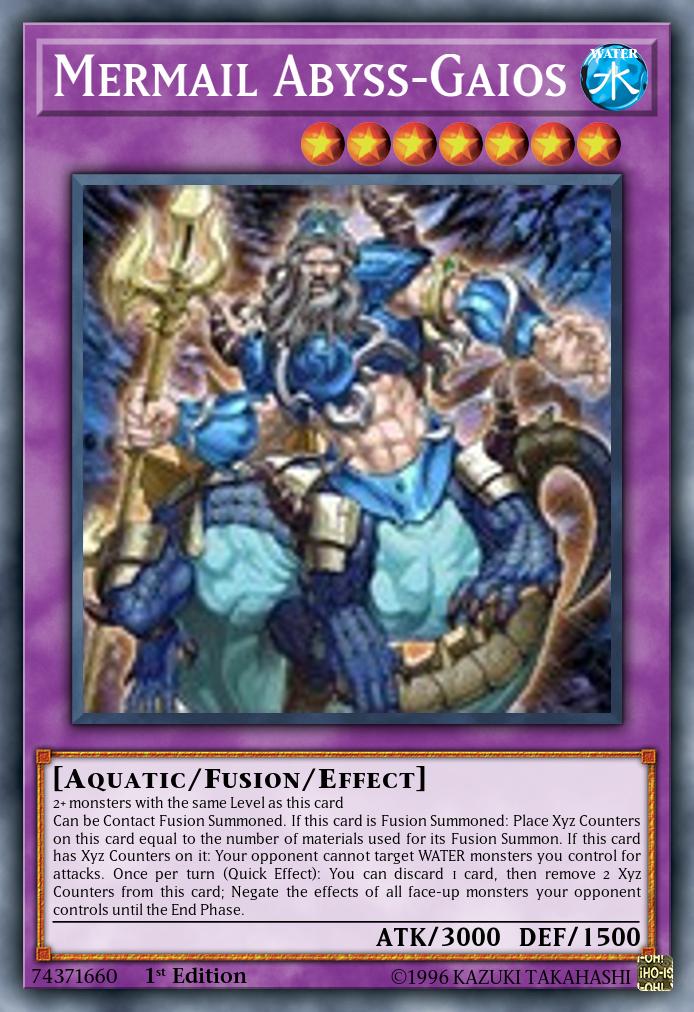 Mermail Abyss-Gaios
WATER
水
[Aquatic/Fusion/Effect]
2+ monsters with the same Level as this card
Can be Contact Fusion Summoned. If this card is Fusion Summoned: Place Xyz Counters
on this card equal to the number of materials used for its Fusion Summon. If this card
has Xyz Counters on it: Your opponent cannot target WATER monsters you control for
attacks. Once per turn (Quick Effect): You can discard 1 card, then remove 2 Xyz
Counters from this card; Negate the effects of all face-up monsters your opponent
controls until the End Phase.
ATK/3000 DEF/1500
74371660 1st Edition ©1996 KAZUKI TAKAHASHI